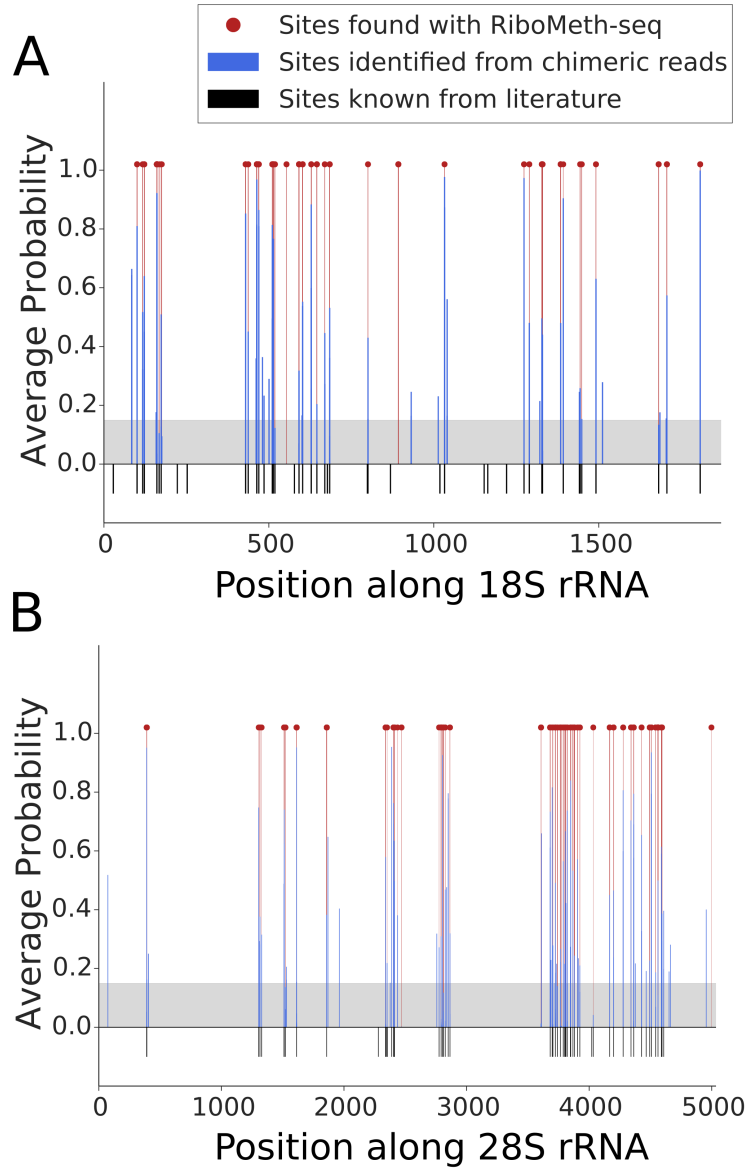 Sites found with RiboMeth-seq
Sites identified from chimeric reads
Sites known from literature
A
Average Probability
1.0
0.8
0.6
0.4
0.2
0.0
0 500 1000 1500
Position along 18S rRNA
B
Average Probability
1.0
0.8
0.6
0.4
0.2
0.0
0 1000 2000 3000 4000 5000
Position along 28S rRNA